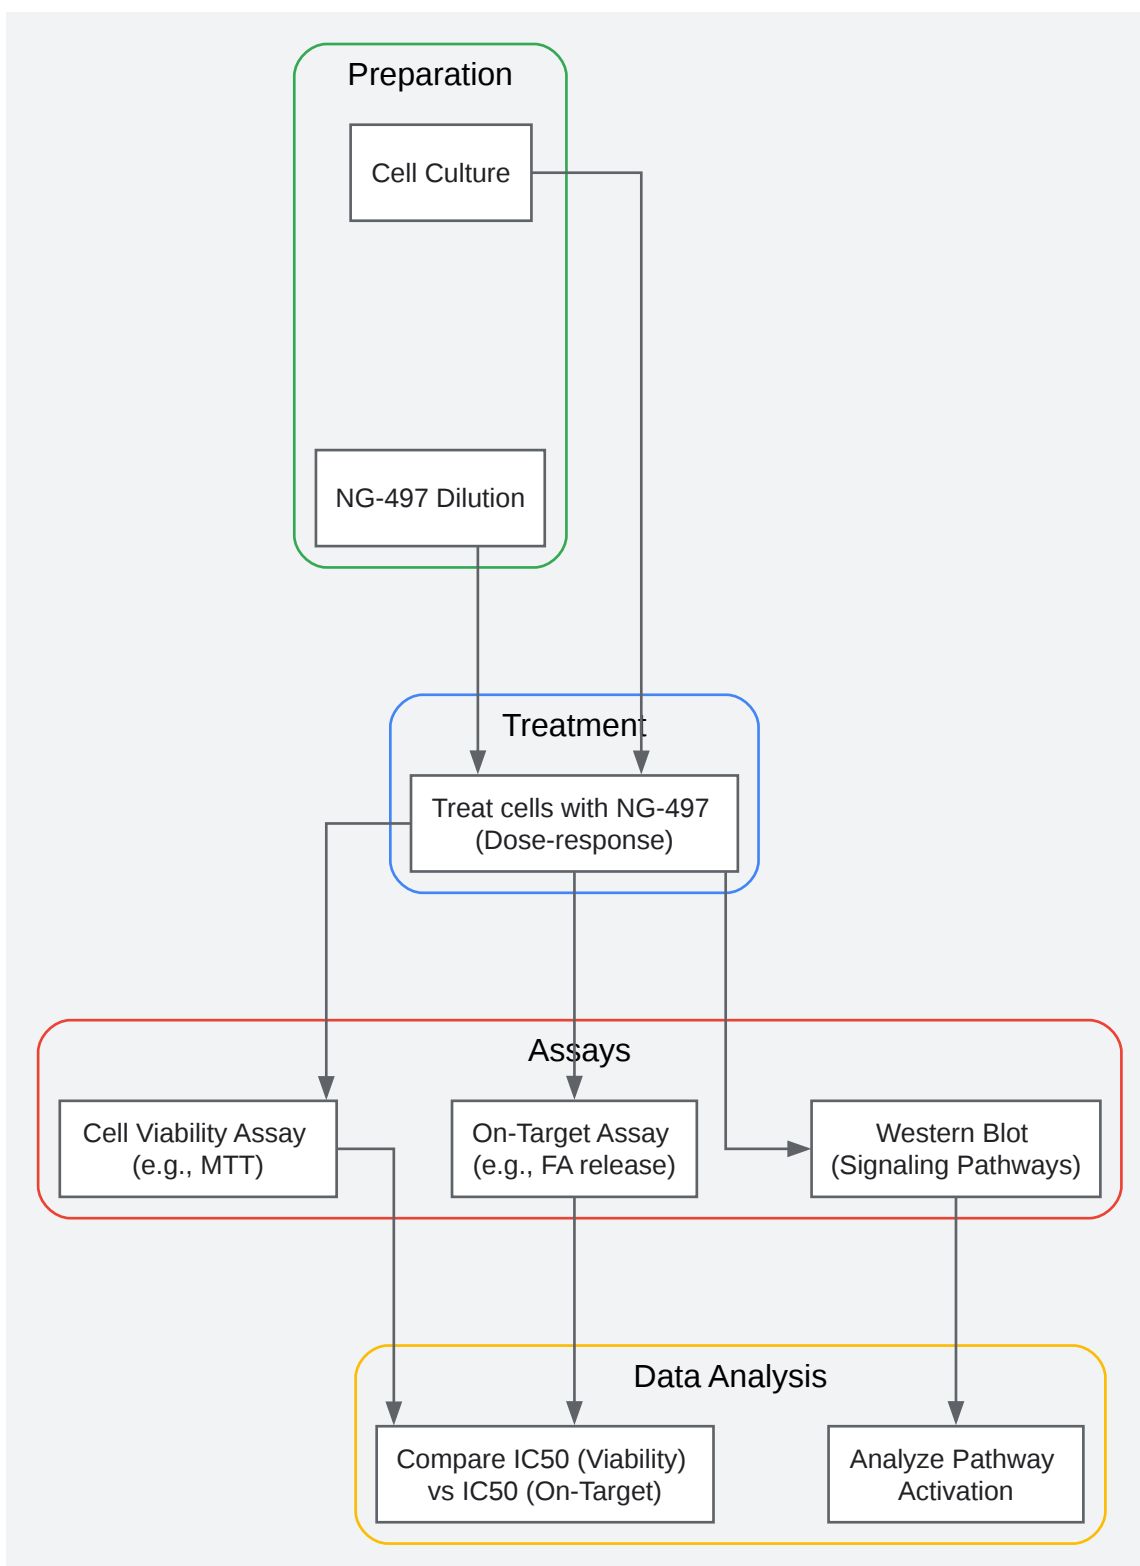 Preparation
Cell Culture
NG-497 Dilution
Treatment
Treat cells with NG-497
(Dose-response)
Assays
Cell Viability Assay
(e.g., MTT)
On-Target Assay
(e.g., FA release)
Western Blot
(Signaling Pathways)
Data Analysis
Compare IC50 (Viability)
vs IC50 (On-Target)
Analyze Pathway
Activation